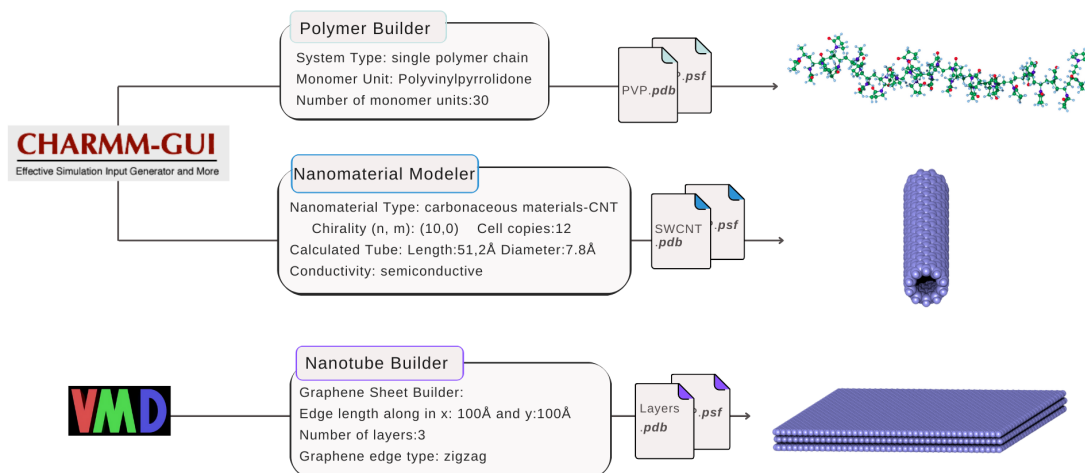 Polymer Builder
System Type: single polymer chain
Monomer Unit: Polyvinylpyrrolidone
Number of monomer units:30
PVP.pdb
P.psf
CHARMM-GUI
Effective Simulation Input Generator and More
Nanomaterial Modeler
Nanomaterial Type: carbonaceous materials-CNT
Chirality (n, m): (10,0) Cell copies:12
Calculated Tube: Length:51,2Å Diameter:7.8Å
Conductivity: semiconductive
SWCNT
.pdb
P.psf
Nanotube Builder
Graphene Sheet Builder:
Edge length along in x: 100Å and y:100Å
Number of layers:3
Graphene edge type: zigzag
VMD
Layers
.pdb
P.psf